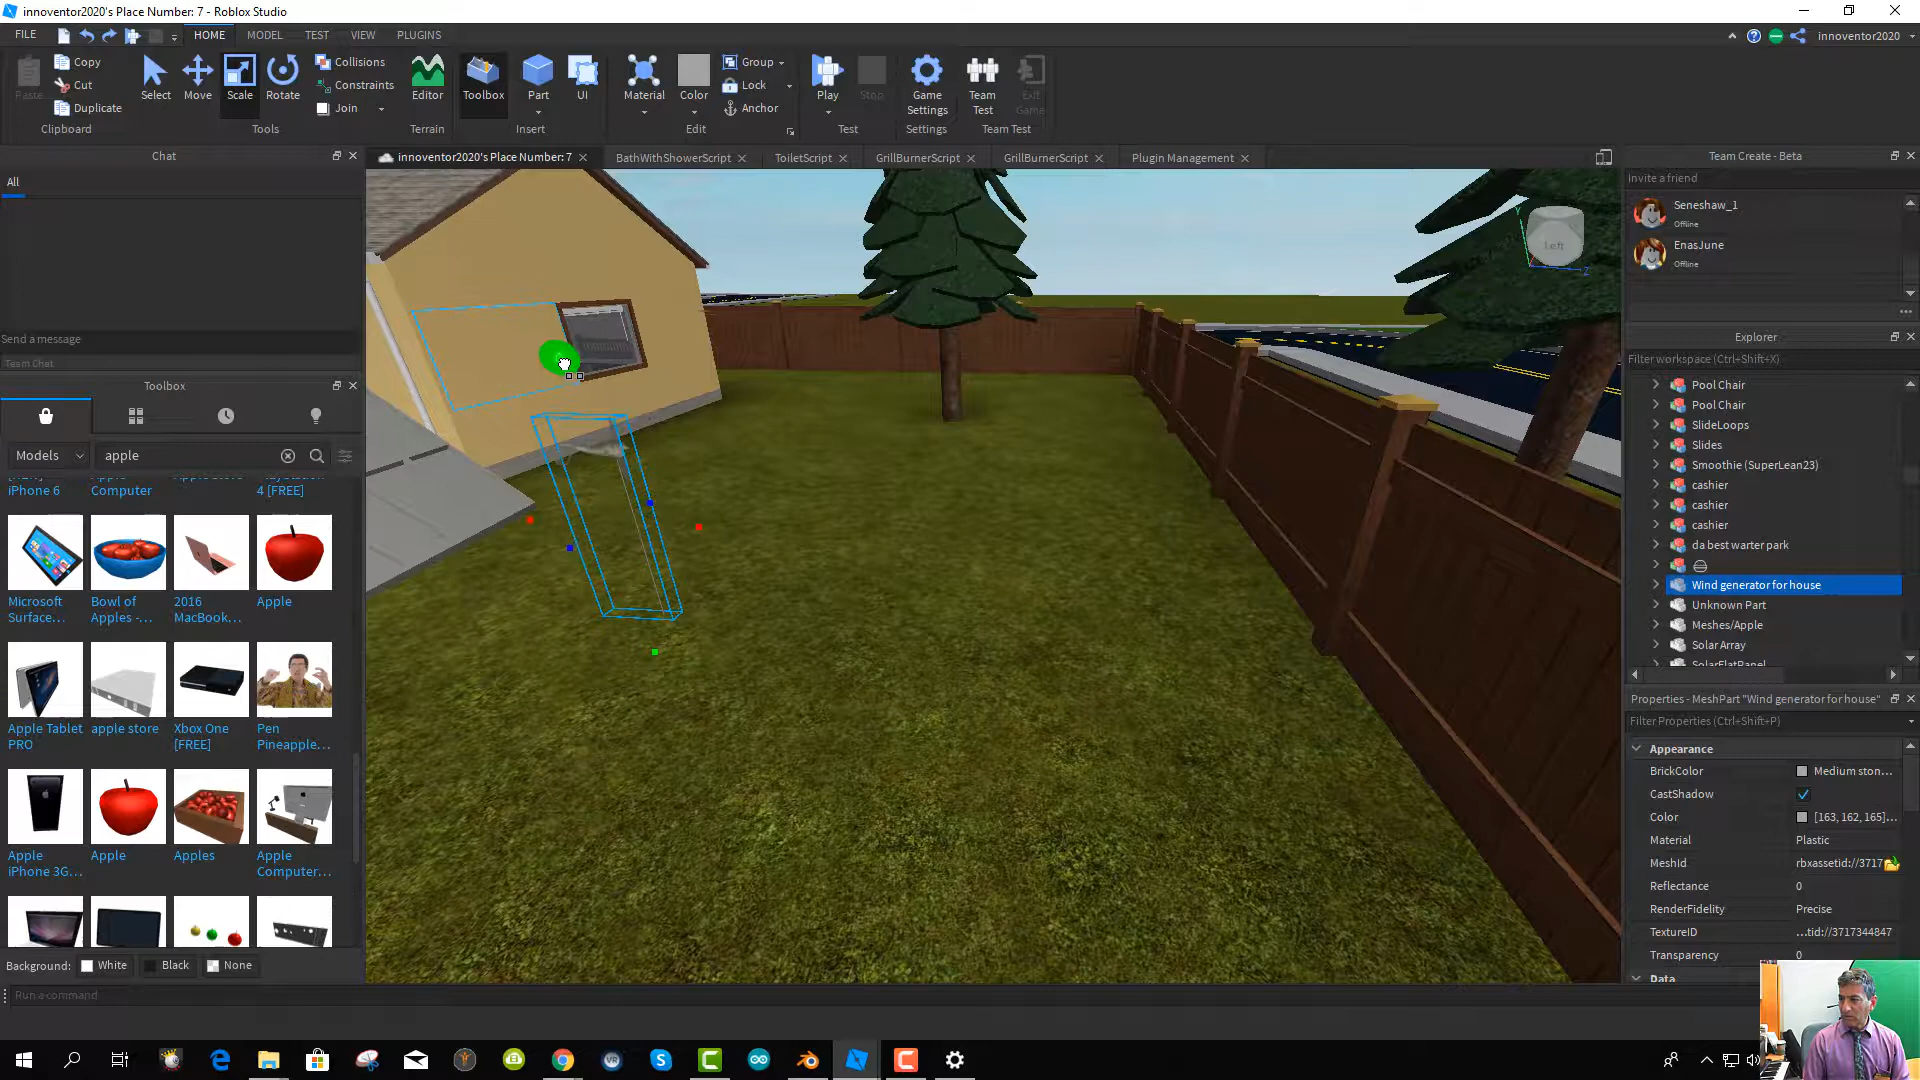 innoventor2020's Place Number: 7 - Roblox Studio
FILE HOME MODEL TEST VIEW PLUGINS innoventor2020
Paste Copy Cut Duplicate Clipboard
Select Move Scale Rotate Collisions Constraints Join Tools
Editor Terrain
Toolbox Part UI Insert
Material Color Group Lock Anchor Edit
Play Stop Test
Game Settings Settings
Team Test Exit Game Team Test
Chat
All
Send a message
Team Chat
innoventor2020's Place Number: 7 BathWithShowerScript ToiletScript GrillBurnerScript GrillBurnerScript Plugin Management
Left
Y
Z
Toolbox
Models apple
iPhone 6
Computer
4 [FREE]
Microsoft Surface...
Bowl of Apples -...
2016 MacBook...
Apple
Apple Tablet PRO
apple store
Xbox One [FREE]
Pen Pineapple...
Apple iPhone 3G...
Apple
Apples
Apple Computer...
Background: White Black None
Run a command
Team Create - Beta
Invite a friend
Seneshaw_1
Offline
EnasJune
Offline
Explorer
Filter workspace (Ctrl+Shift+X)
Pool Chair
Pool Chair
SlideLoops
Slides
Smoothie (SuperLean23)
cashier
cashier
cashier
da best warter park
Wind generator for house
Unknown Part
Meshes/Apple
Solar Array
SolarFlatPanel
Properties - MeshPart "Wind generator for house"
Filter Properties (Ctrl+Shift+P)
Appearance
BrickColor Medium ston...
CastShadow
Color [163, 162, 165]...
Material Plastic
MeshId rbxassetid://3717
Reflectance 0
RenderFidelity Precise
TextureID ...tid://3717344847
Transparency 0
Data